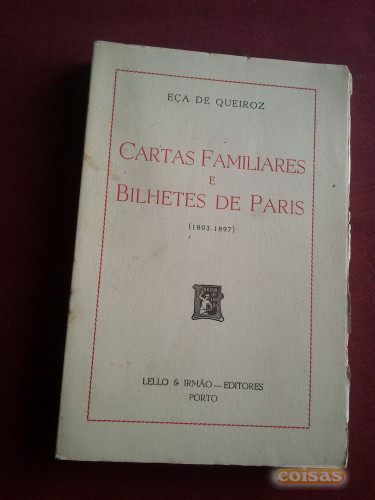 EÇA DE QUEIROZ
CARTAS FAMILIARES
E
BILHETES DE PARIS
(1893-1897)
LELLO & IRMÃO—EDITORES
PORTO
coisas